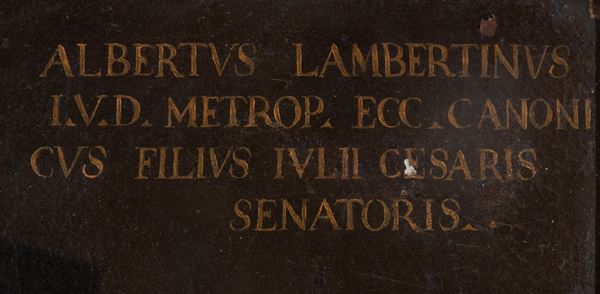 ALBERTVS LAMBERTINVS
I.V.D. METROP. ECC. CANONI
CVS FILIVS IVLII CESARIS
SENATORIS.